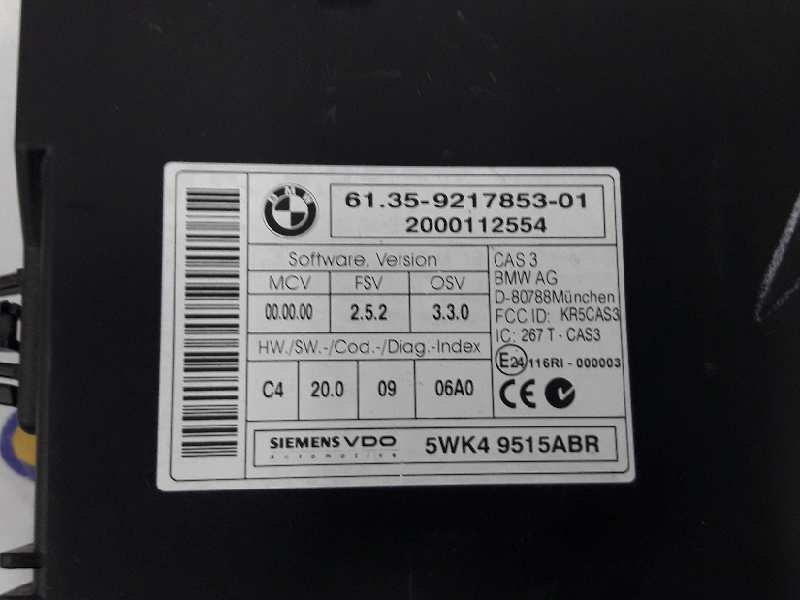 BMW
61.35-9217853-01
2000112554
Software, Version
MCV FSV OSV
00.00.00 2.5.2 3.3.0
HW./SW.-/Cod.-/Diag.-Index
C4 20.0 09 06A0
CAS 3
BMW AG
D-80788München
FCC ID: KR5CAS3
IC: 267 T · CAS3
E24 116RI - 000003
CE
SIEMENS VDO
automotive
5WK4 9515ABR